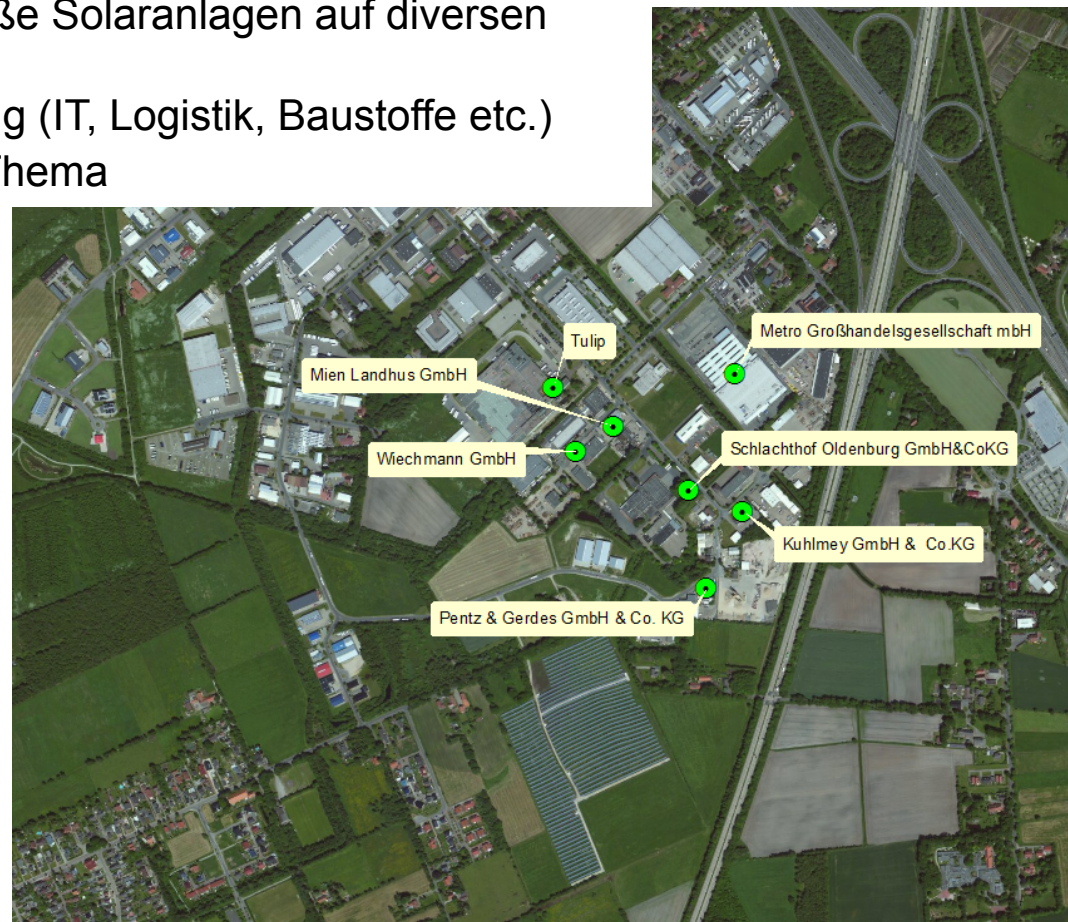 ße Solaranlagen auf diversen
g (IT, Logistik, Baustoffe etc.)
Thema
Tulip
Metro Großhandelsgesellschaft mbH
Mien Landhus GmbH
Wiechmann GmbH
Schlachthof Oldenburg GmbH&CoKG
Kuhlmey GmbH & Co.KG
Pentz & Gerdes GmbH & Co. KG